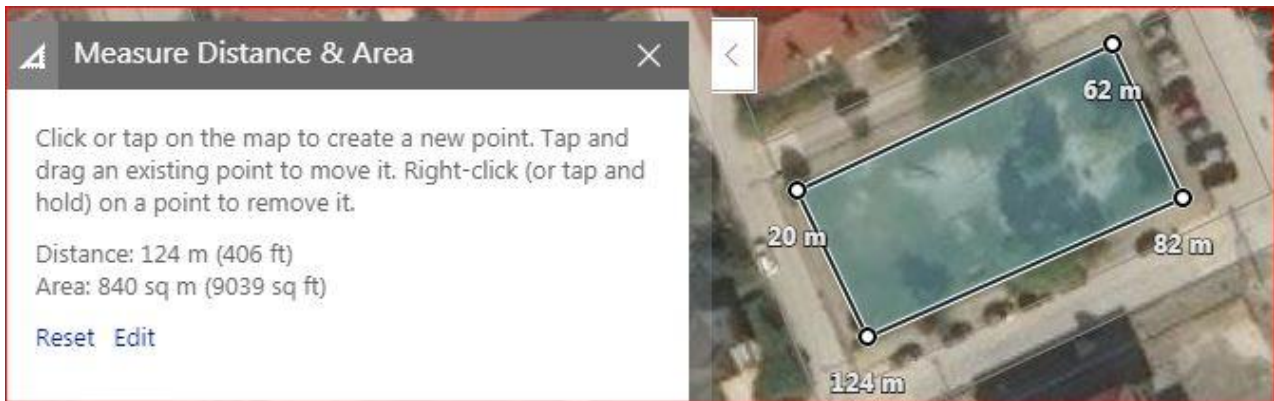 Measure Distance & Area
Click or tap on the map to create a new point. Tap and
drag an existing point to move it. Right-click (or tap and
hold) on a point to remove it.
Distance: 124 m (406 ft)
Area: 840 sq m (9039 sq ft)
Reset Edit
62 m
20 m
82 m
124 m